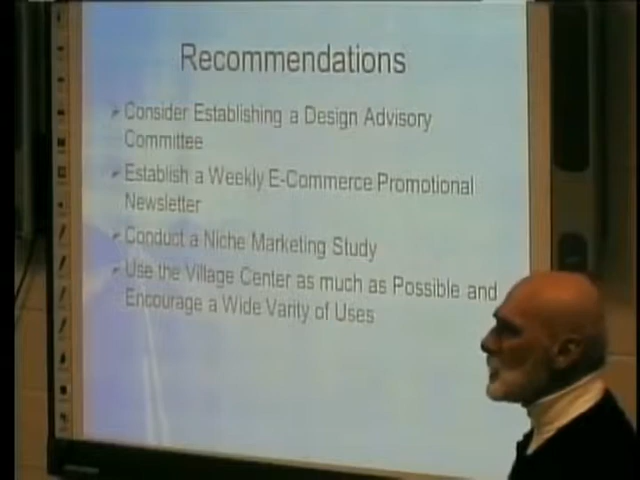 Recommendations
Consider Establishing a Design Advisory
Committee
Establish a Weekly E-Commerce Promotional
Newsletter
Conduct a Niche Marketing Study
Use the Village Center as much as Possible and
Encourage a Wide Varity of Uses